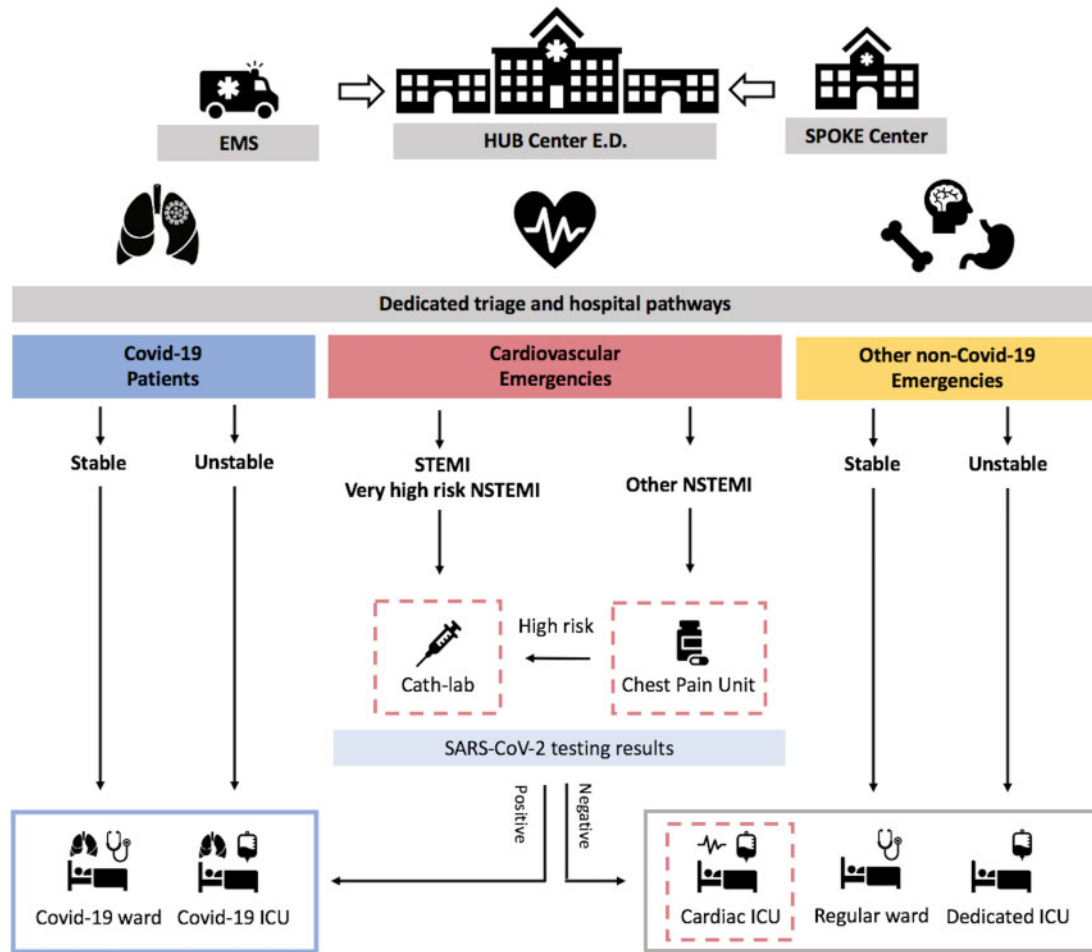 EMS
HUB Center E.D.
SPOKE Center
Dedicated triage and hospital pathways
Covid-19
Patients
Cardiovascular
Emergencies
Other non-Covid-19
Emergencies
Stable
Unstable
STEMI
Very high risk NSTEMI
Other NSTEMI
Stable
Unstable
High risk
Cath-lab
Chest Pain Unit
SARS-CoV-2 testing results
Positive
Negative
Covid-19 ward
Covid-19 ICU
Cardiac ICU
Regular ward
Dedicated ICU